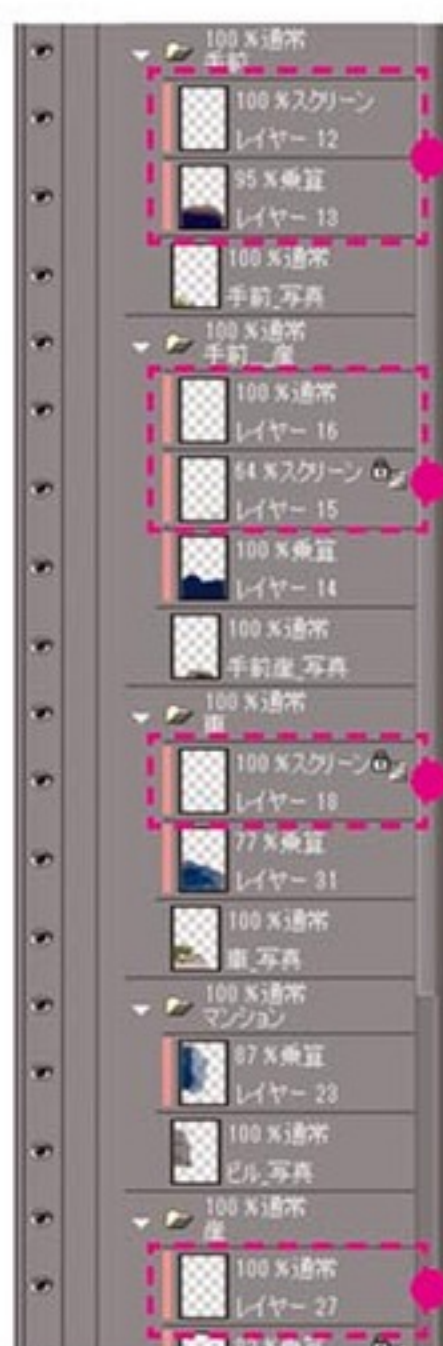 100 %通常
手前
100 %スクリーン
レイヤー 12
95 %乗算
レイヤー 13
100 %通常
手前_写真
100 %通常
手前__崖
100 %通常
レイヤー 16
64 %スクリーン
レイヤー 15
100 %乗算
レイヤー 14
100 %通常
手前崖_写真
100 %通常
車
100 %スクリーン
レイヤー 18
77 %乗算
レイヤー 31
100 %通常
車_写真
100 %通常
マンション
87 %乗算
レイヤー 23
100 %通常
ビル_写真
100 %通常
崖
100 %通常
レイヤー 27